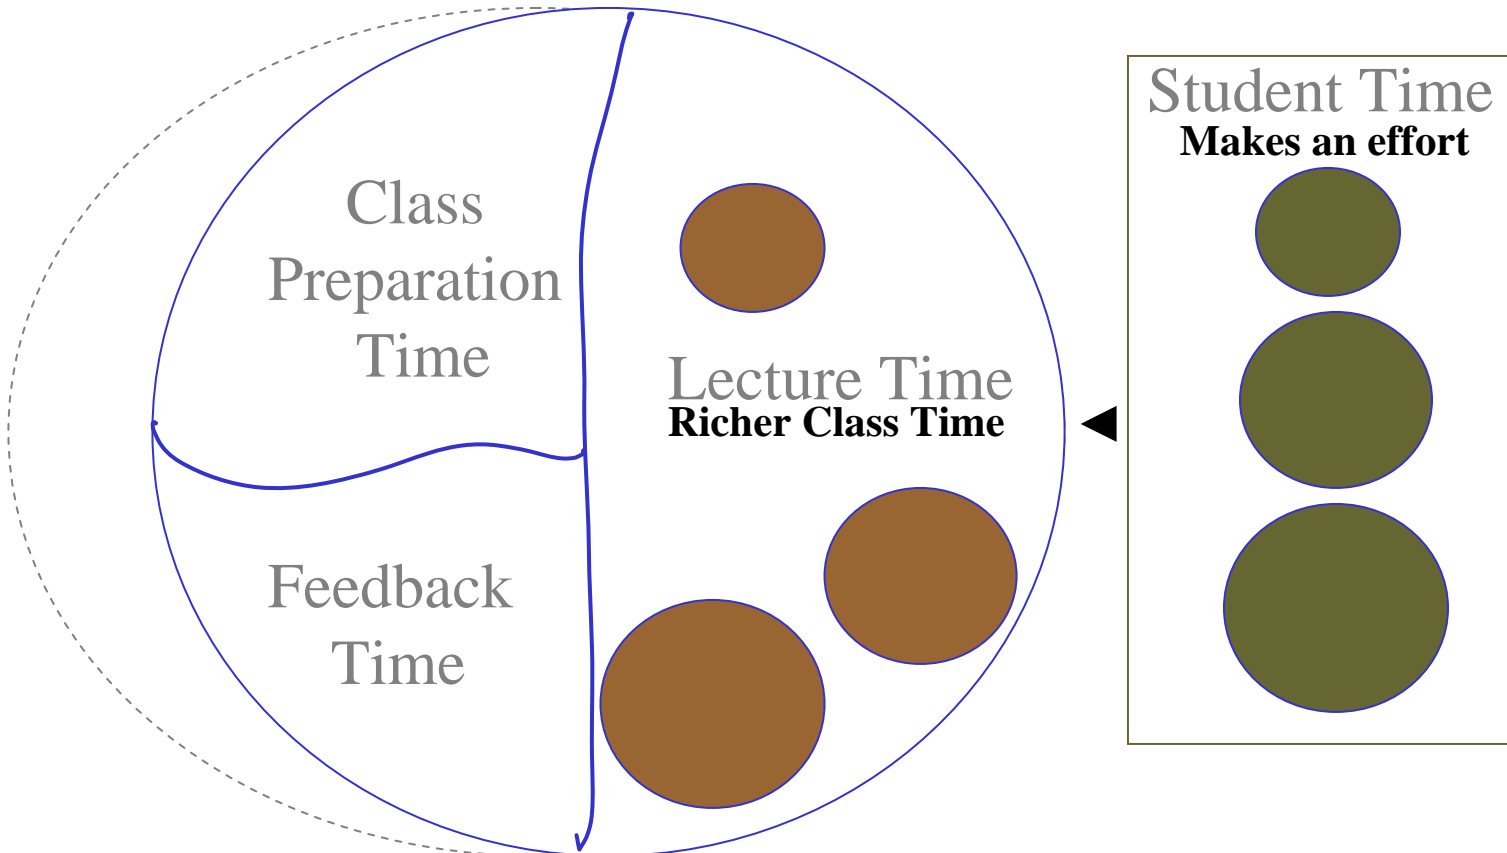 Class
Preparation
Time
Feedback
Time
Lecture Time
Richer Class Time
Student Time
Makes an effort